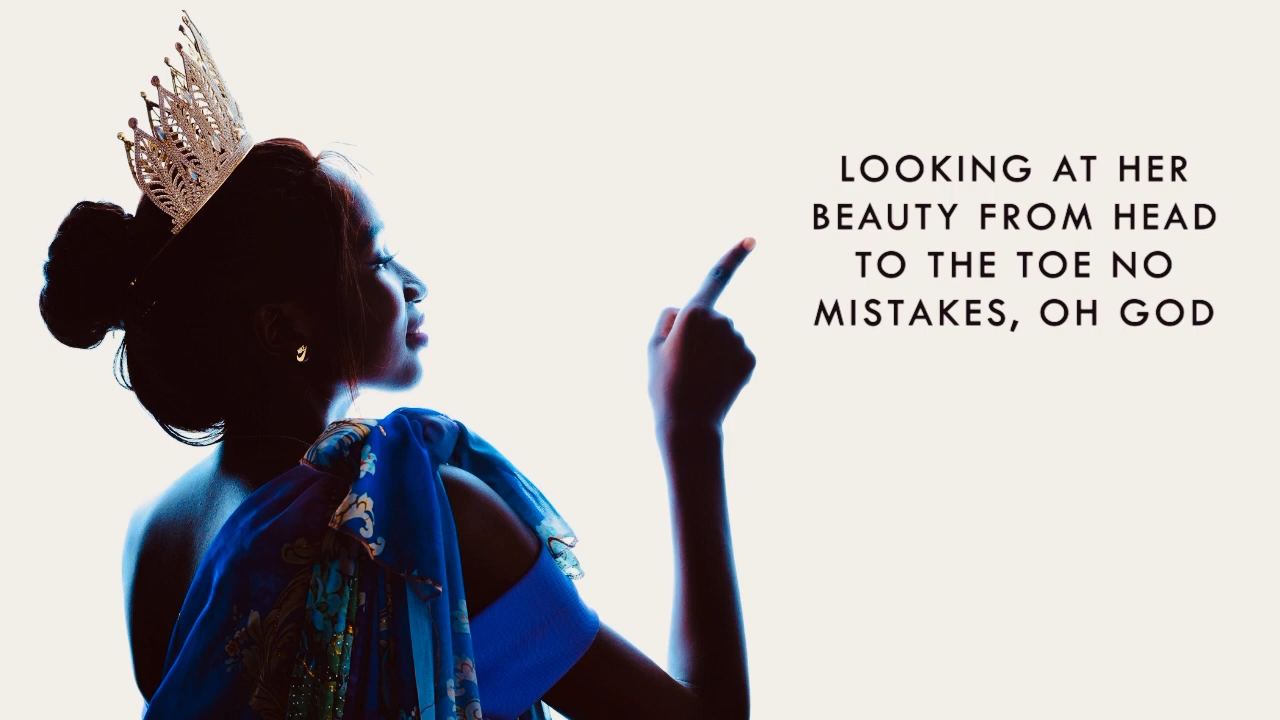 LOOKING AT HER
BEAUTY FROM HEAD
TO THE TOE NO
MISTAKES, OH GOD